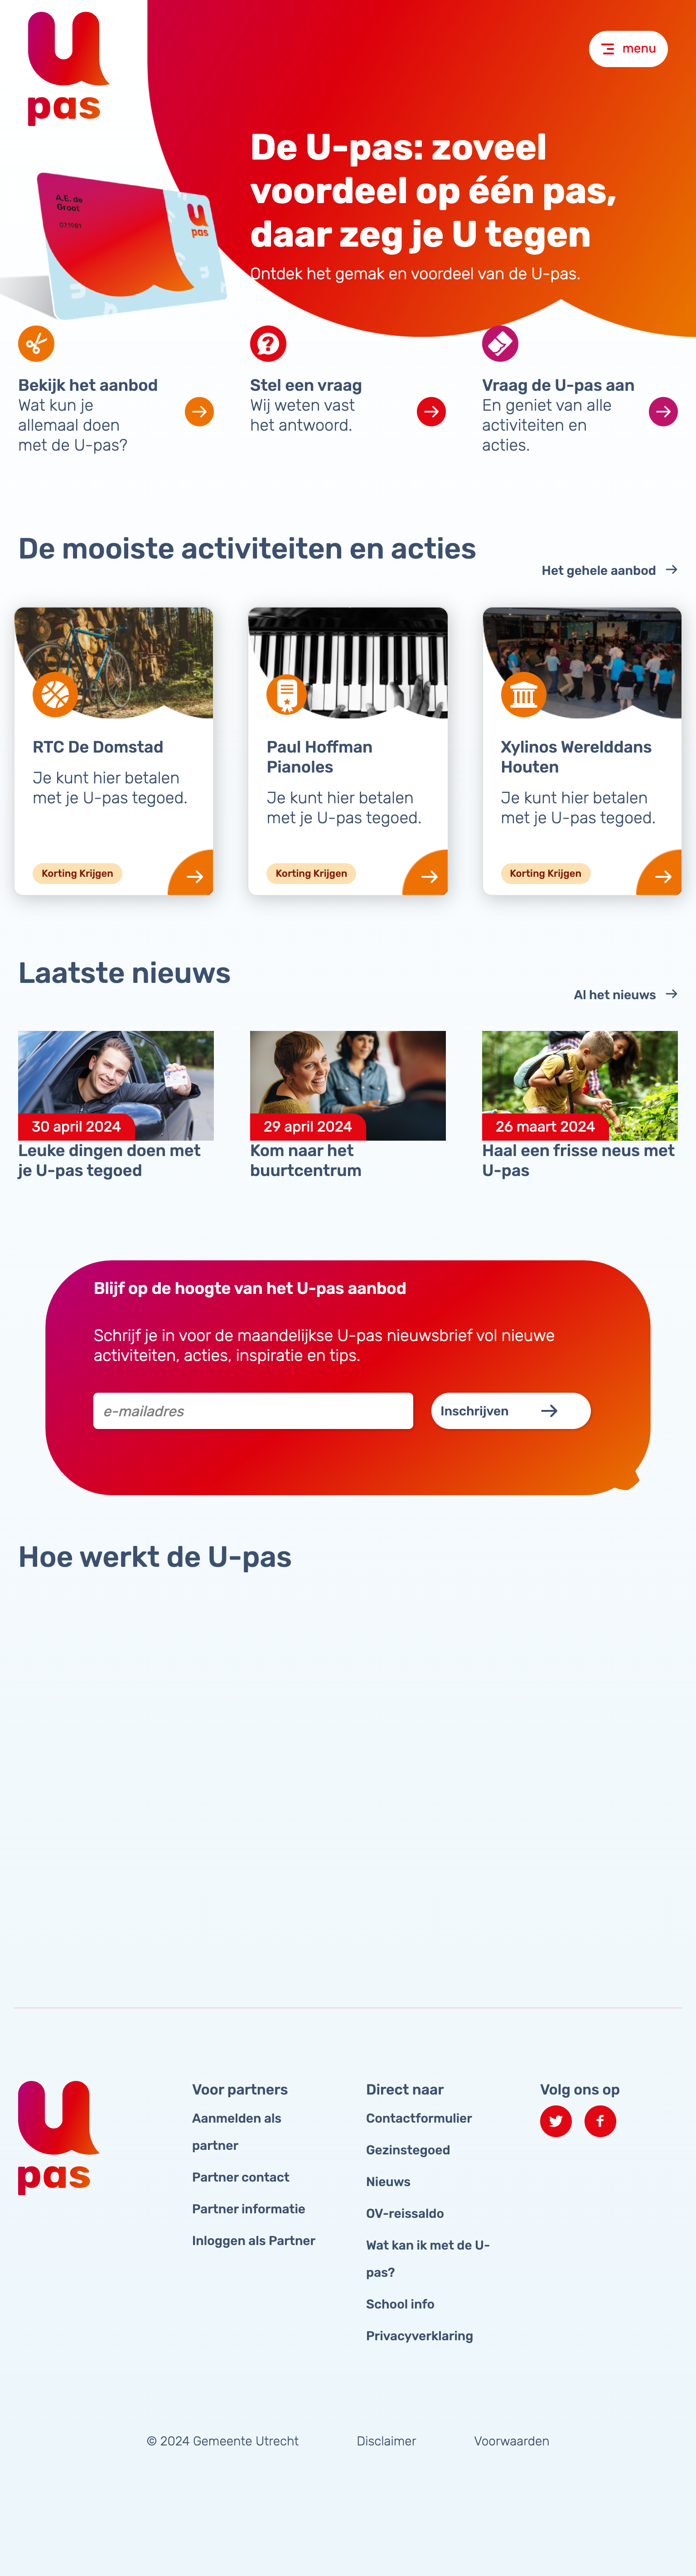 U
pas
menu
De U-pas: zoveel
voordeel op één pas,
daar zeg je U tegen
Ontdek het gemak en voordeel van de U-pas.
A.E. de
Groot
U
pas
Bekijk het aanbod
Wat kun je
allemaal doen
met de U-pas?
Stel een vraag
Wij weten vast
het antwoord.
Vraag de U-pas aan
En geniet van alle
activiteiten en
acties.
De mooiste activiteiten en acties
Het gehele aanbod
RTC De Domstad
Je kunt hier betalen
met je U-pas tegoed.
Korting Krijgen
Paul Hoffman
Pianoles
Je kunt hier betalen
met je U-pas tegoed.
Korting Krijgen
Xylinos Werelddans
Houten
Je kunt hier betalen
met je U-pas tegoed.
Korting Krijgen
Laatste nieuws
Al het nieuws
30 april 2024
Leuke dingen doen met
je U-pas tegoed
29 april 2024
Kom naar het
buurtcentrum
26 maart 2024
Haal een frisse neus met
U-pas
Blijf op de hoogte van het U-pas aanbod
Schrijf je in voor de maandelijkse U-pas nieuwsbrief vol nieuwe
activiteiten, acties, inspiratie en tips.
e-mailadres
Inschrijven
Hoe werkt de U-pas
U
pas
Voor partners
Aanmelden als
partner
Partner contact
Partner informatie
Inloggen als Partner
Direct naar
Contactformulier
Gezinstegoed
Nieuws
OV-reissaldo
Wat kan ik met de U-
pas?
School info
Privacyverklaring
Volg ons op
© 2024 Gemeente Utrecht
Disclaimer
Voorwaarden